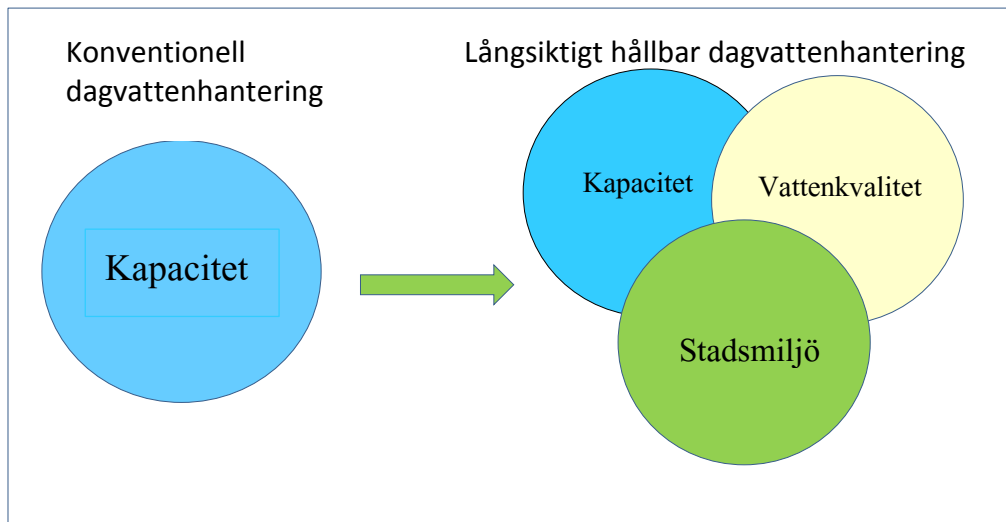 Konventionell
dagvattenhantering
Kapacitet
Långsiktigt hållbar dagvattenhantering
Kapacitet
Vattenkvalitet
Stadsmiljö